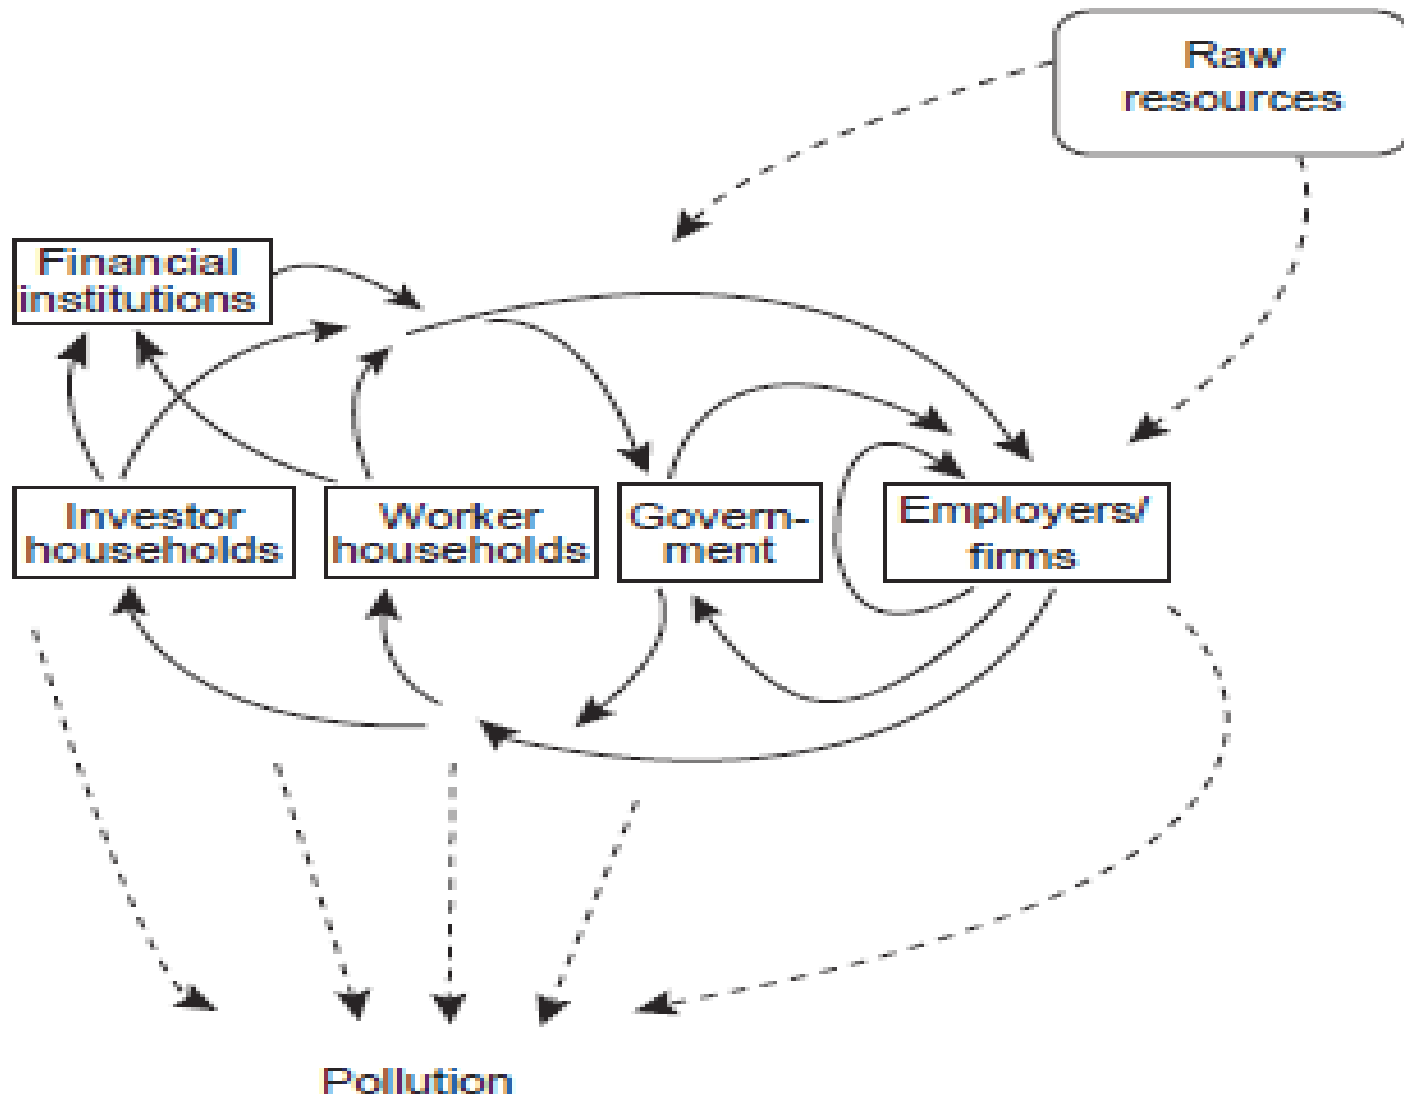 Raw
resources
Financial
institutions
Investor
households
Worker
households
Govern-
ment
Employers/
firms
Pollution